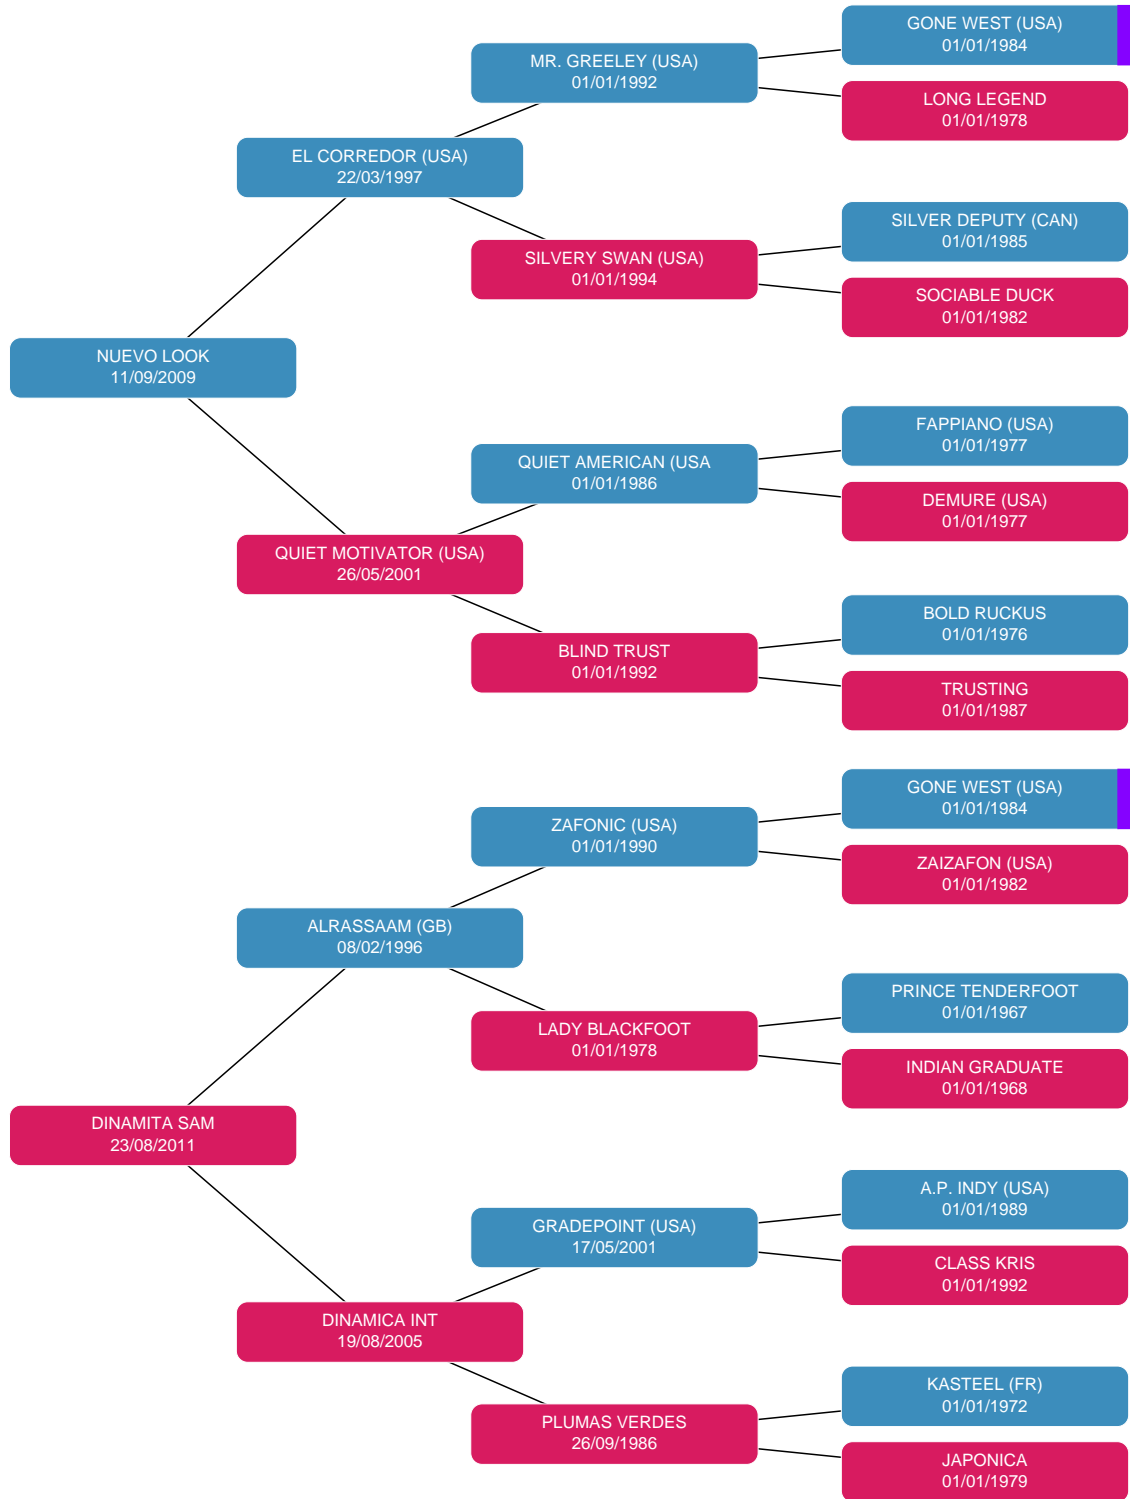 GONE WEST (USA)
01/01/1984
MR. GREELEY (USA)
01/01/1992
LONG LEGEND
01/01/1978
EL CORREDOR (USA)
22/03/1997
SILVER DEPUTY (CAN)
01/01/1985
SILVERY SWAN (USA)
01/01/1994
SOCIABLE DUCK
01/01/1982
NUEVO LOOK
11/09/2009
FAPPIANO (USA)
01/01/1977
QUIET AMERICAN (USA
01/01/1986
DEMURE (USA)
01/01/1977
QUIET MOTIVATOR (USA)
26/05/2001
BOLD RUCKUS
01/01/1976
BLIND TRUST
01/01/1992
TRUSTING
01/01/1987
GONE WEST (USA)
01/01/1984
ZAFONIC (USA)
01/01/1990
ZAIZAFON (USA)
01/01/1982
ALRASSAAM (GB)
08/02/1996
PRINCE TENDERFOOT
01/01/1967
LADY BLACKFOOT
01/01/1978
INDIAN GRADUATE
01/01/1968
DINAMITA SAM
23/08/2011
A.P. INDY (USA)
01/01/1989
GRADEPOINT (USA)
17/05/2001
CLASS KRIS
01/01/1992
DINAMICA INT
19/08/2005
KASTEEL (FR)
01/01/1972
PLUMAS VERDES
26/09/1986
JAPONICA
01/01/1979